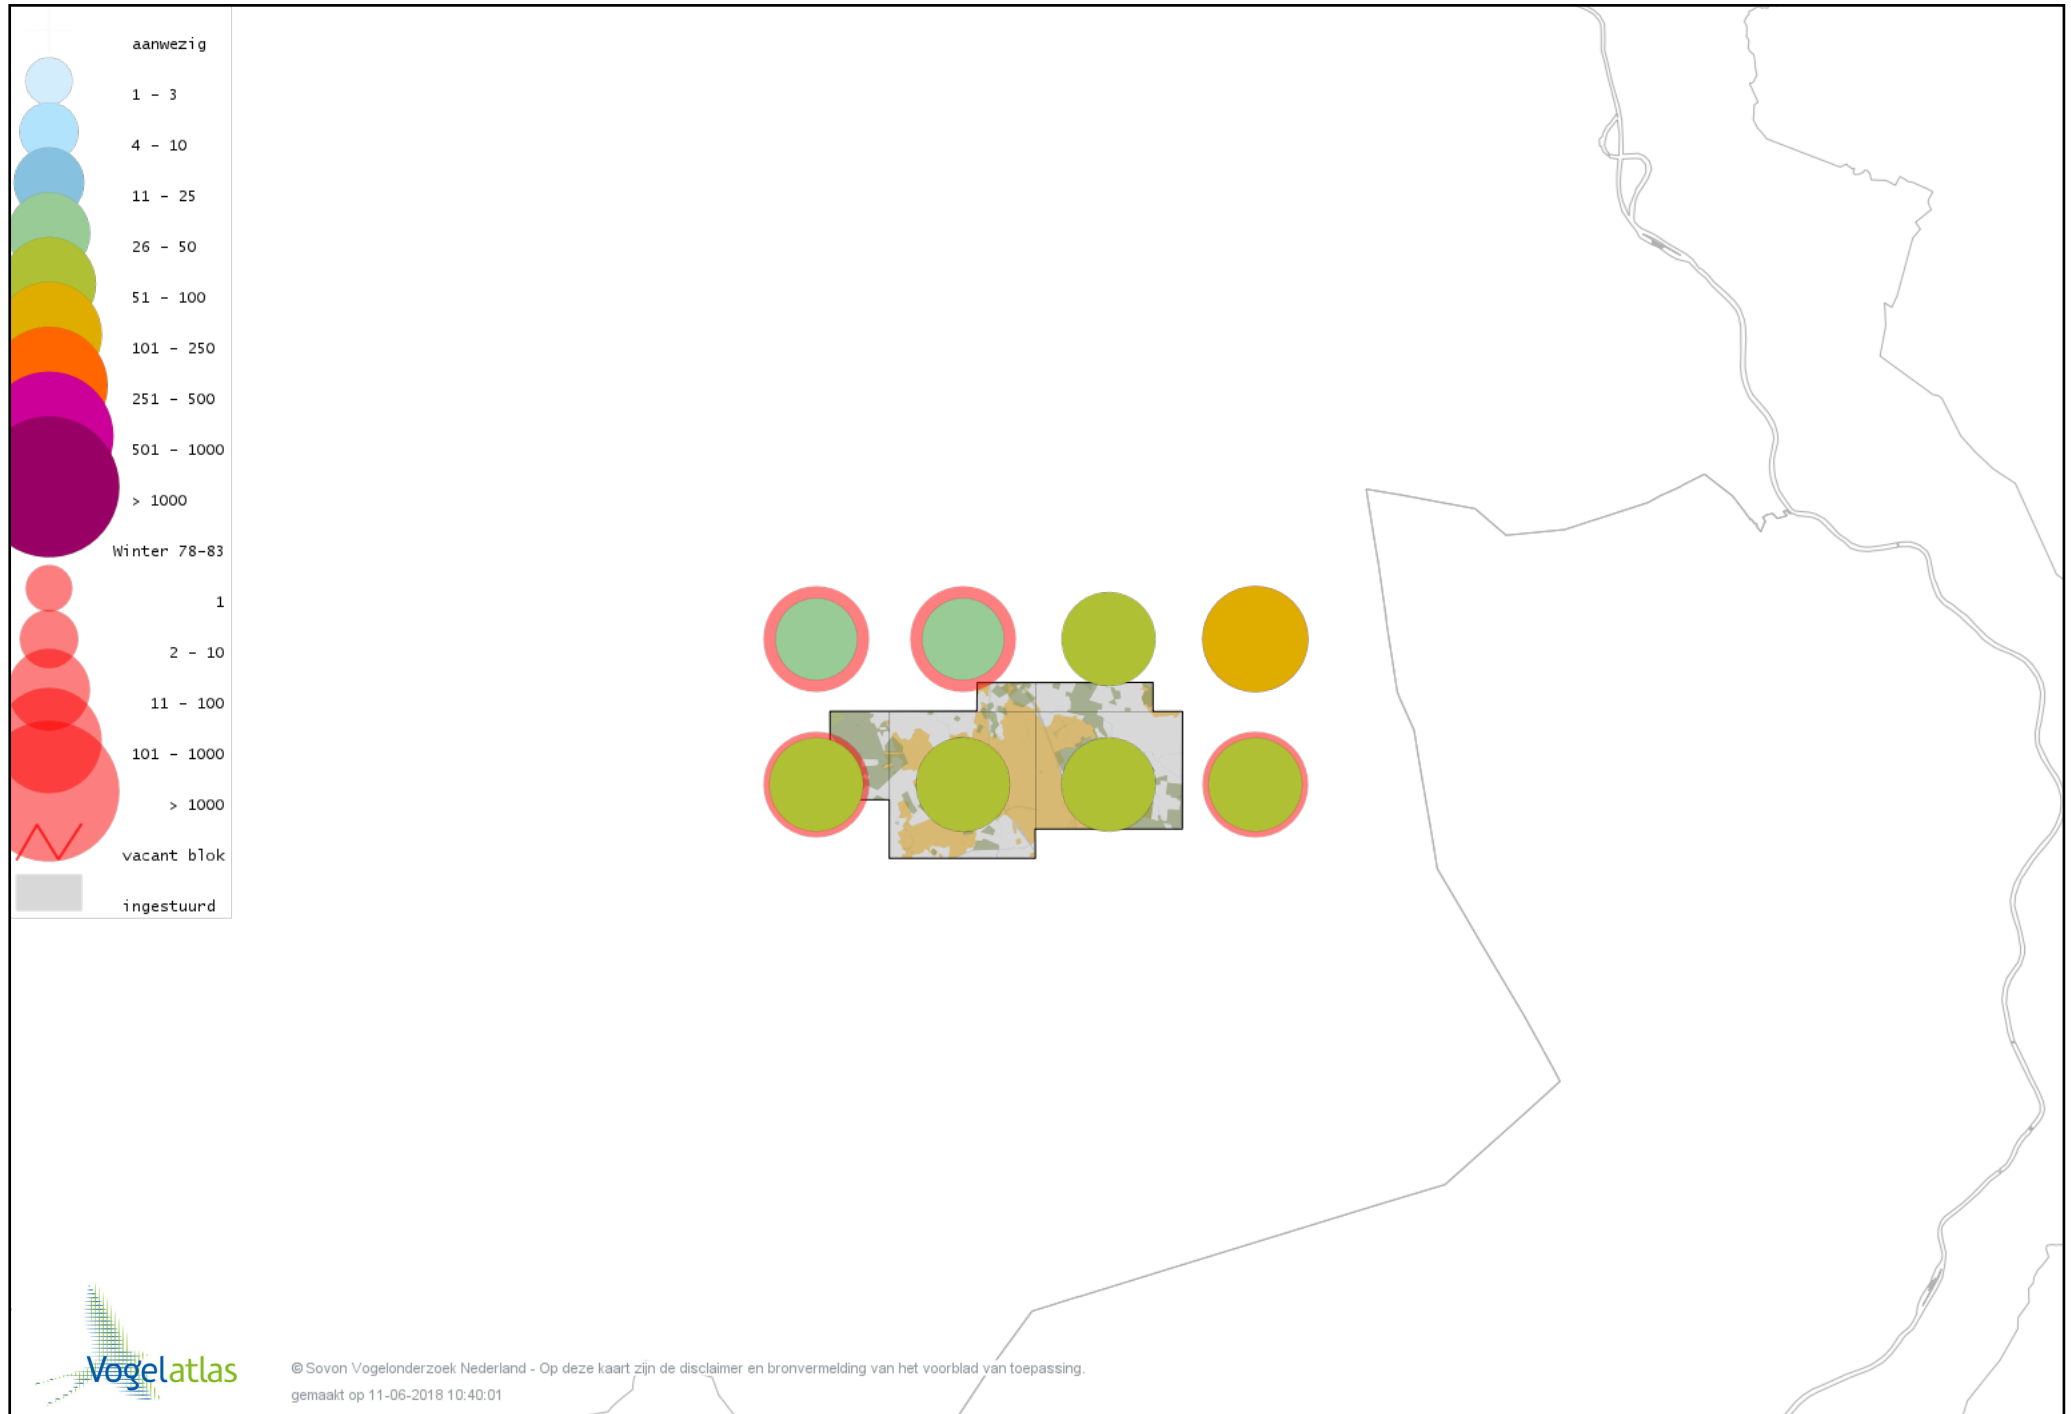 aanwezig
1 - 3
4 - 10
11 - 25
26 - 50
51 - 100
101 - 250
251 - 500
501 - 1000
> 1000
Winter 78-83
1
2 - 10
11 - 100
101 - 1000
> 1000
vacant blok
ingestuurd
Vogelatlas
© Sovon Vogelonderzoek Nederland - Op deze kaart zijn de disclaimer en bronvermelding van het voorblad van toepassing.
gemaakt op 11-06-2018 10:40:01